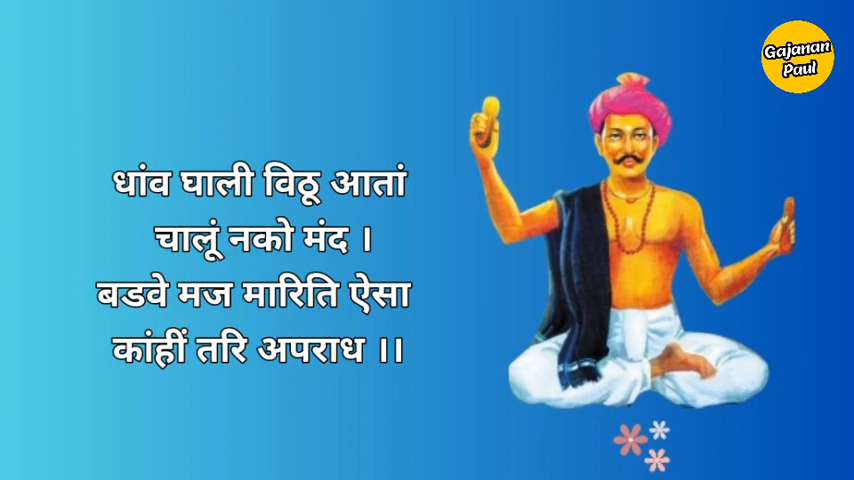 Gajanan
Paul
धांव घाली विठू आतां
चालूं नको मंद ।
बडवे मज मारिति ऐसा
कांहीं तरि अपराध ।।